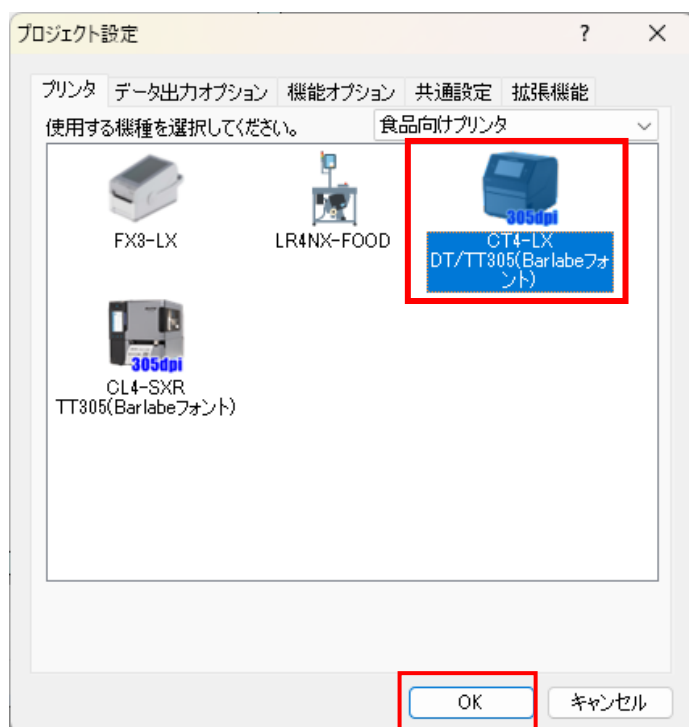 プロジェクト設定
?
プリンタ データ出力オプション 機能オプション 共通設定 拡張機能
使用する機種を選択してください。
食品向けプリンタ
FX3-LX
LR4NX-FOOD
305dpi
CT4-LX
DT/TT305(Barlabeフォ
ント)
305dpi
CL4-SXR
TT305(Barlabeフォント)
OK
キャンセル